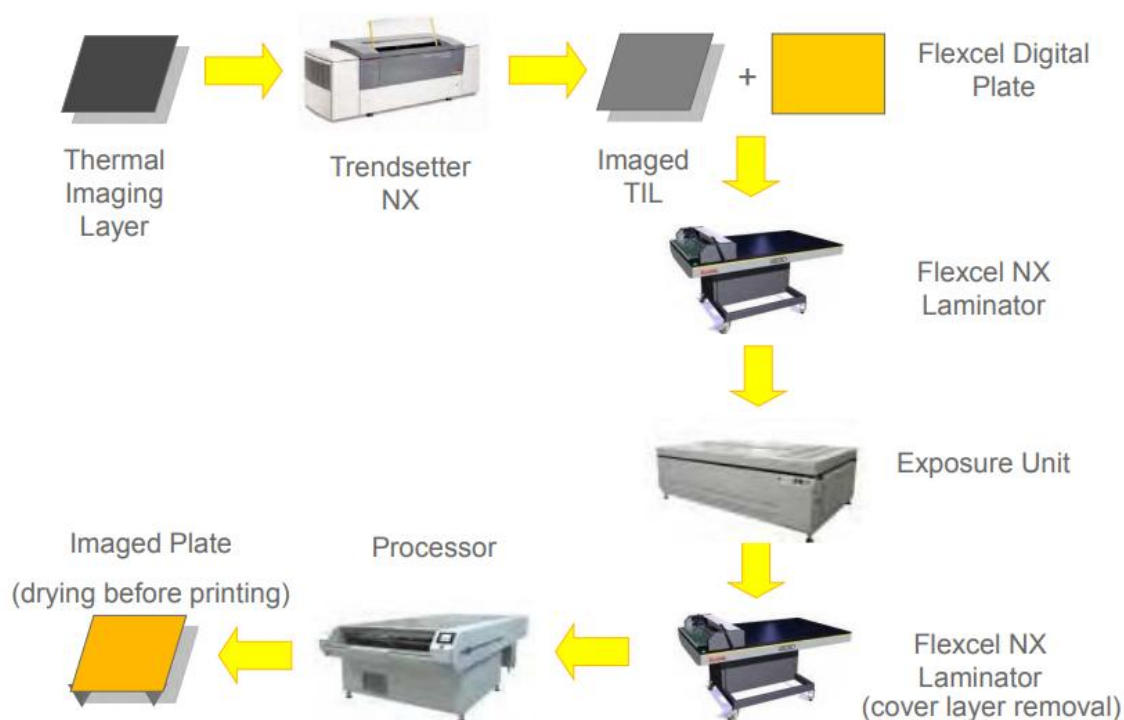 Thermal
Imaging
Layer
Trendsetter
NX
Imaged
TIL
+
Flexcel Digital
Plate
Flexcel NX
Laminator
Exposure Unit
Flexcel NX
Laminator
(cover layer removal)
Processor
Imaged Plate
(drying before printing)